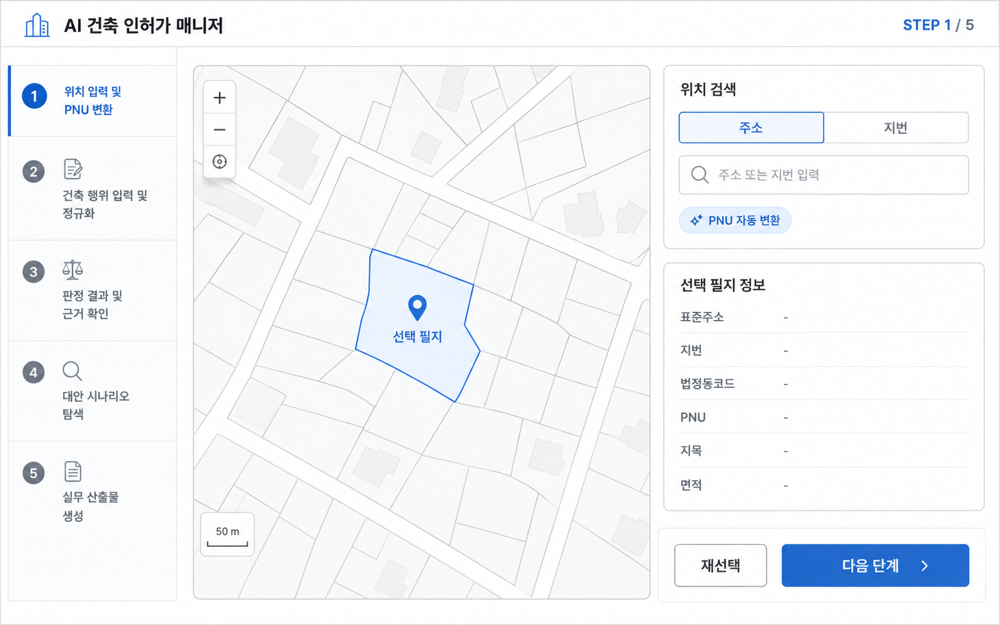 AI 건축 인허가 매니저
STEP 1 / 5
1
위치 입력 및
PNU 변환
2
건축 행위 입력 및
정규화
3
판정 결과 및
근거 확인
4
대안 시나리오
탐색
5
실무 산출물
생성
+
−
선택 필지
50 m
위치 검색
주소
지번
주소 또는 지번 입력
PNU 자동 변환
선택 필지 정보
표준주소 -
지번 -
법정동코드 -
PNU -
지목 -
면적 -
재선택
다음 단계 >